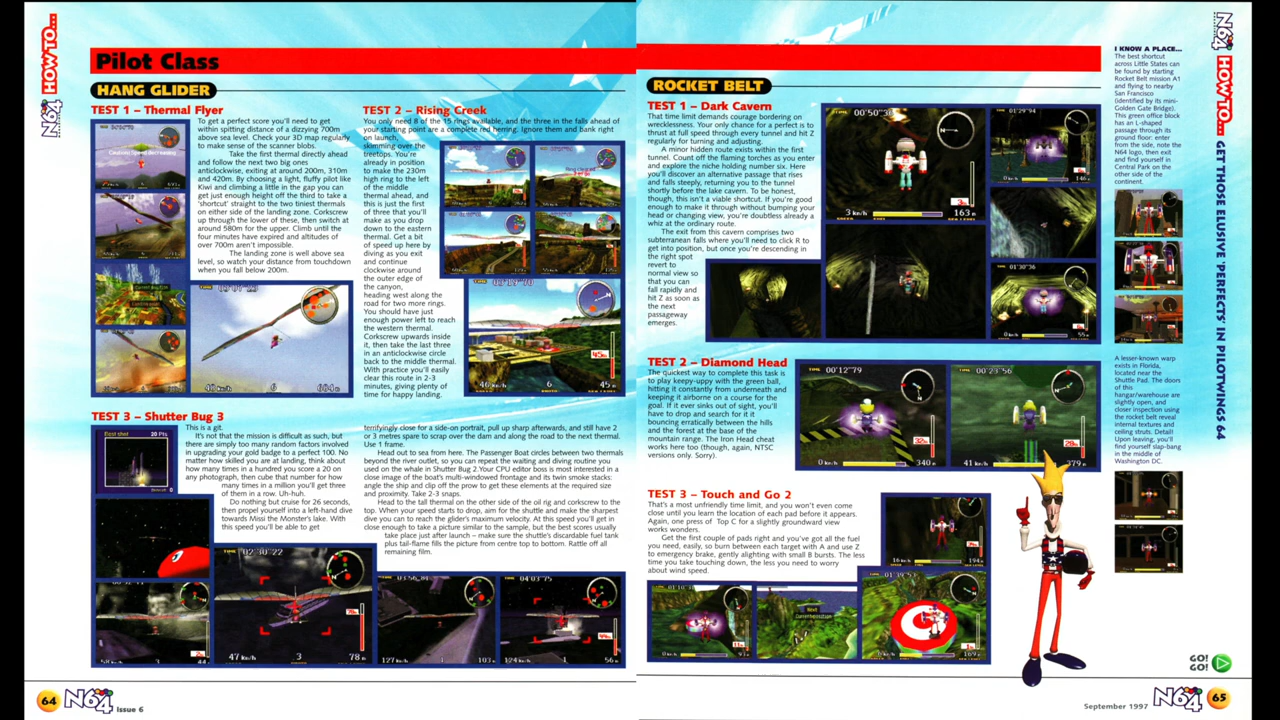 HOW TO...
N64
Pilot Class
HANG GLIDER
TEST 1 - Thermal Flyer
To get a perfect score you'll need to get
within spitting distance of a dizzying 700m
above sea level. Check your 3D map regularly
to make sense of the scanner blobs.
Take the first thermal directly ahead
and follow the next two big ones
anticlockwise, exiting at around 200m, 310m
and 420m. By choosing a light, fluffy pilot like
Kiwi and climbing a little in the gap you can
get just enough height off the third to take a
'shortcut' straight to the two tiniest thermals
on either side of the landing zone. Corkscrew
up through the lower of these, then switch at
around 580m for the upper. Climb until the
four minutes have expired and altitudes of
over 700m aren't impossible.
The landing zone is well above sea
level, so watch your distance from touchdown
when you fall below 200m.
TEST 2 - Rising Creek
You only need 8 of the 15 rings available, and the three in the falls ahead of
your starting point are a complete red herring. Ignore them and bank right
on launch,
skimming over the
treetops. You're
already in position
to make the 230m
high ring to the left
of the middle
thermal ahead, and
this is just the first
of three that you'll
make as you drop
down to the eastern
thermal. Get a bit
of speed up here by
diving as you exit
and continue
clockwise around
the outer edge of
the canyon,
heading west along the
road for two more rings.
You should have just
enough power left to reach
the western thermal.
Corkscrew upwards inside
it, then take the last three
in an anticlockwise circle
back to the middle thermal.
With practice you'll easily
clear this route in 2-3
minutes, giving plenty of
time for happy landing.
TEST 3 - Shutter Bug 3
This is a git.
It's not that the mission is difficult as such, but
there are simply too many random factors involved
in upgrading your gold badge to a perfect 100. No
matter how skilled you are at landing, think about
how many times in a hundred you score a 20 on
any photograph, then cube that number for how
many times in a million you'll get three
of them in a row. Uh-huh.
Do nothing but cruise for 26 seconds,
then propel yourself into a left-hand dive
towards Missi the Monster's lake. With
this speed you'll be able to get
terrifyingly close for a side-on portrait, pull up sharp afterwards, and still have 2
or 3 metres spare to scrap over the dam and along the road to the next thermal.
Use 1 frame.
Head out to sea from here. The Passenger Boat circles between two thermals
beyond the river outlet, so you can repeat the waiting and diving routine you
used on the whale in Shutter Bug 2. Your CPU editor boss is most interested in a
close image of the boat's multi-windowed frontage and its twin smoke stacks:
angle the ship and clip off the prow to get these elements at the required size
and proximity. Take 2-3 snaps.
Head to the tall thermal on the other side of the oil rig and corkscrew to the
top. When your speed starts to drop, aim for the shuttle and make the sharpest
dive you can to reach the glider's maximum velocity. At this speed you'll get in
close enough to take a picture similar to the sample, but the best scores usually
take place just after launch – make sure the shuttle's discardable fuel tank
plus tail-flame fills the picture from centre top to bottom. Rattle off all
remaining film.
Best shot 20 Pts
TIME 02'30"22
47 km/h 3 78 m
127 km/h 1 103 m
TIME 04'03"75
124 km/h 1 56 m
64 N64 Issue 6
ROCKET BELT
TEST 1 - Dark Cavern
That time limit demands courage bordering on
wrecklessness. Your only chance for a perfect is to
thrust at full speed through every tunnel and hit Z
regularly for turning and adjusting.
A minor hidden route exists within the first
tunnel. Count off the flaming torches as you enter
and explore the niche holding number six. Here
you'll discover an alternative passage that rises
and falls steeply, returning you to the tunnel
shortly before the lake cavern. To be honest,
though, this isn't a viable shortcut. If you're good
enough to make it through without bumping your
head or changing view, you're doubtless already a
whiz at the ordinary route.
The exit from this cavern comprises two
subterranean falls where you'll need to click R to
get into position, but once you're descending in
the right spot
revert to
normal view so
that you can
fall rapidly and
hit Z as soon as
the next
passageway
emerges.
3 km/h 163 m
01'29"94
01'30"36
TEST 2 - Diamond Head
The quickest way to complete this task is
to play keepy-uppy with the green ball,
hitting it constantly from underneath and
keeping it airborne on a course for the
goal. If it ever sinks out of sight, you'll
have to drop and search for it
bouncing erratically between the hills
and the forest at the base of the
mountain range. The Iron Head cheat
works here too (though, again, NTSC
versions only. Sorry).
TIME 00'12"79
0 km/h 340 m
TIME 00'23"56
41 km/h 379 m
TEST 3 - Touch and Go 2
That's a most unfriendly time limit, and you won't even come
close until you learn the location of each pad before it appears.
Again, one press of Top C for a slightly groundward view
works wonders.
Get the first couple of pads right and you've got all the fuel
you need, easily, so burn between each target with A and use Z
to emergency brake, gently alighting with small B bursts. The less
time you take touching down, the less you need to worry
about wind speed.
I KNOW A PLACE...
The best shortcut
across Little States can
be found by starting
Rocket Belt mission A1
and flying to nearby
San Francisco
(identified by its mini-
Golden Gate Bridge).
This green office block
has an L-shaped
passage through its
ground floor: enter
from the side, note the
N64 logo, then exit
and find yourself in
Central Park on the
other side of the
continent.
A lesser-known warp
exists in Florida,
located near the
Shuttle Pad. The doors
of this
hangar/warehouse are
slightly open, and
closer inspection using
the rocket belt reveal
internal textures and
ceiling struts. Detail!
Upon leaving, you'll
find yourself slap-bang
in the middle of
Washington DC.
N64
HOW TO...
GET THOSE ELUSIVE 'PERFECTS' IN PILOTWINGS 64
GO!
GO!
September 1997 N64 65